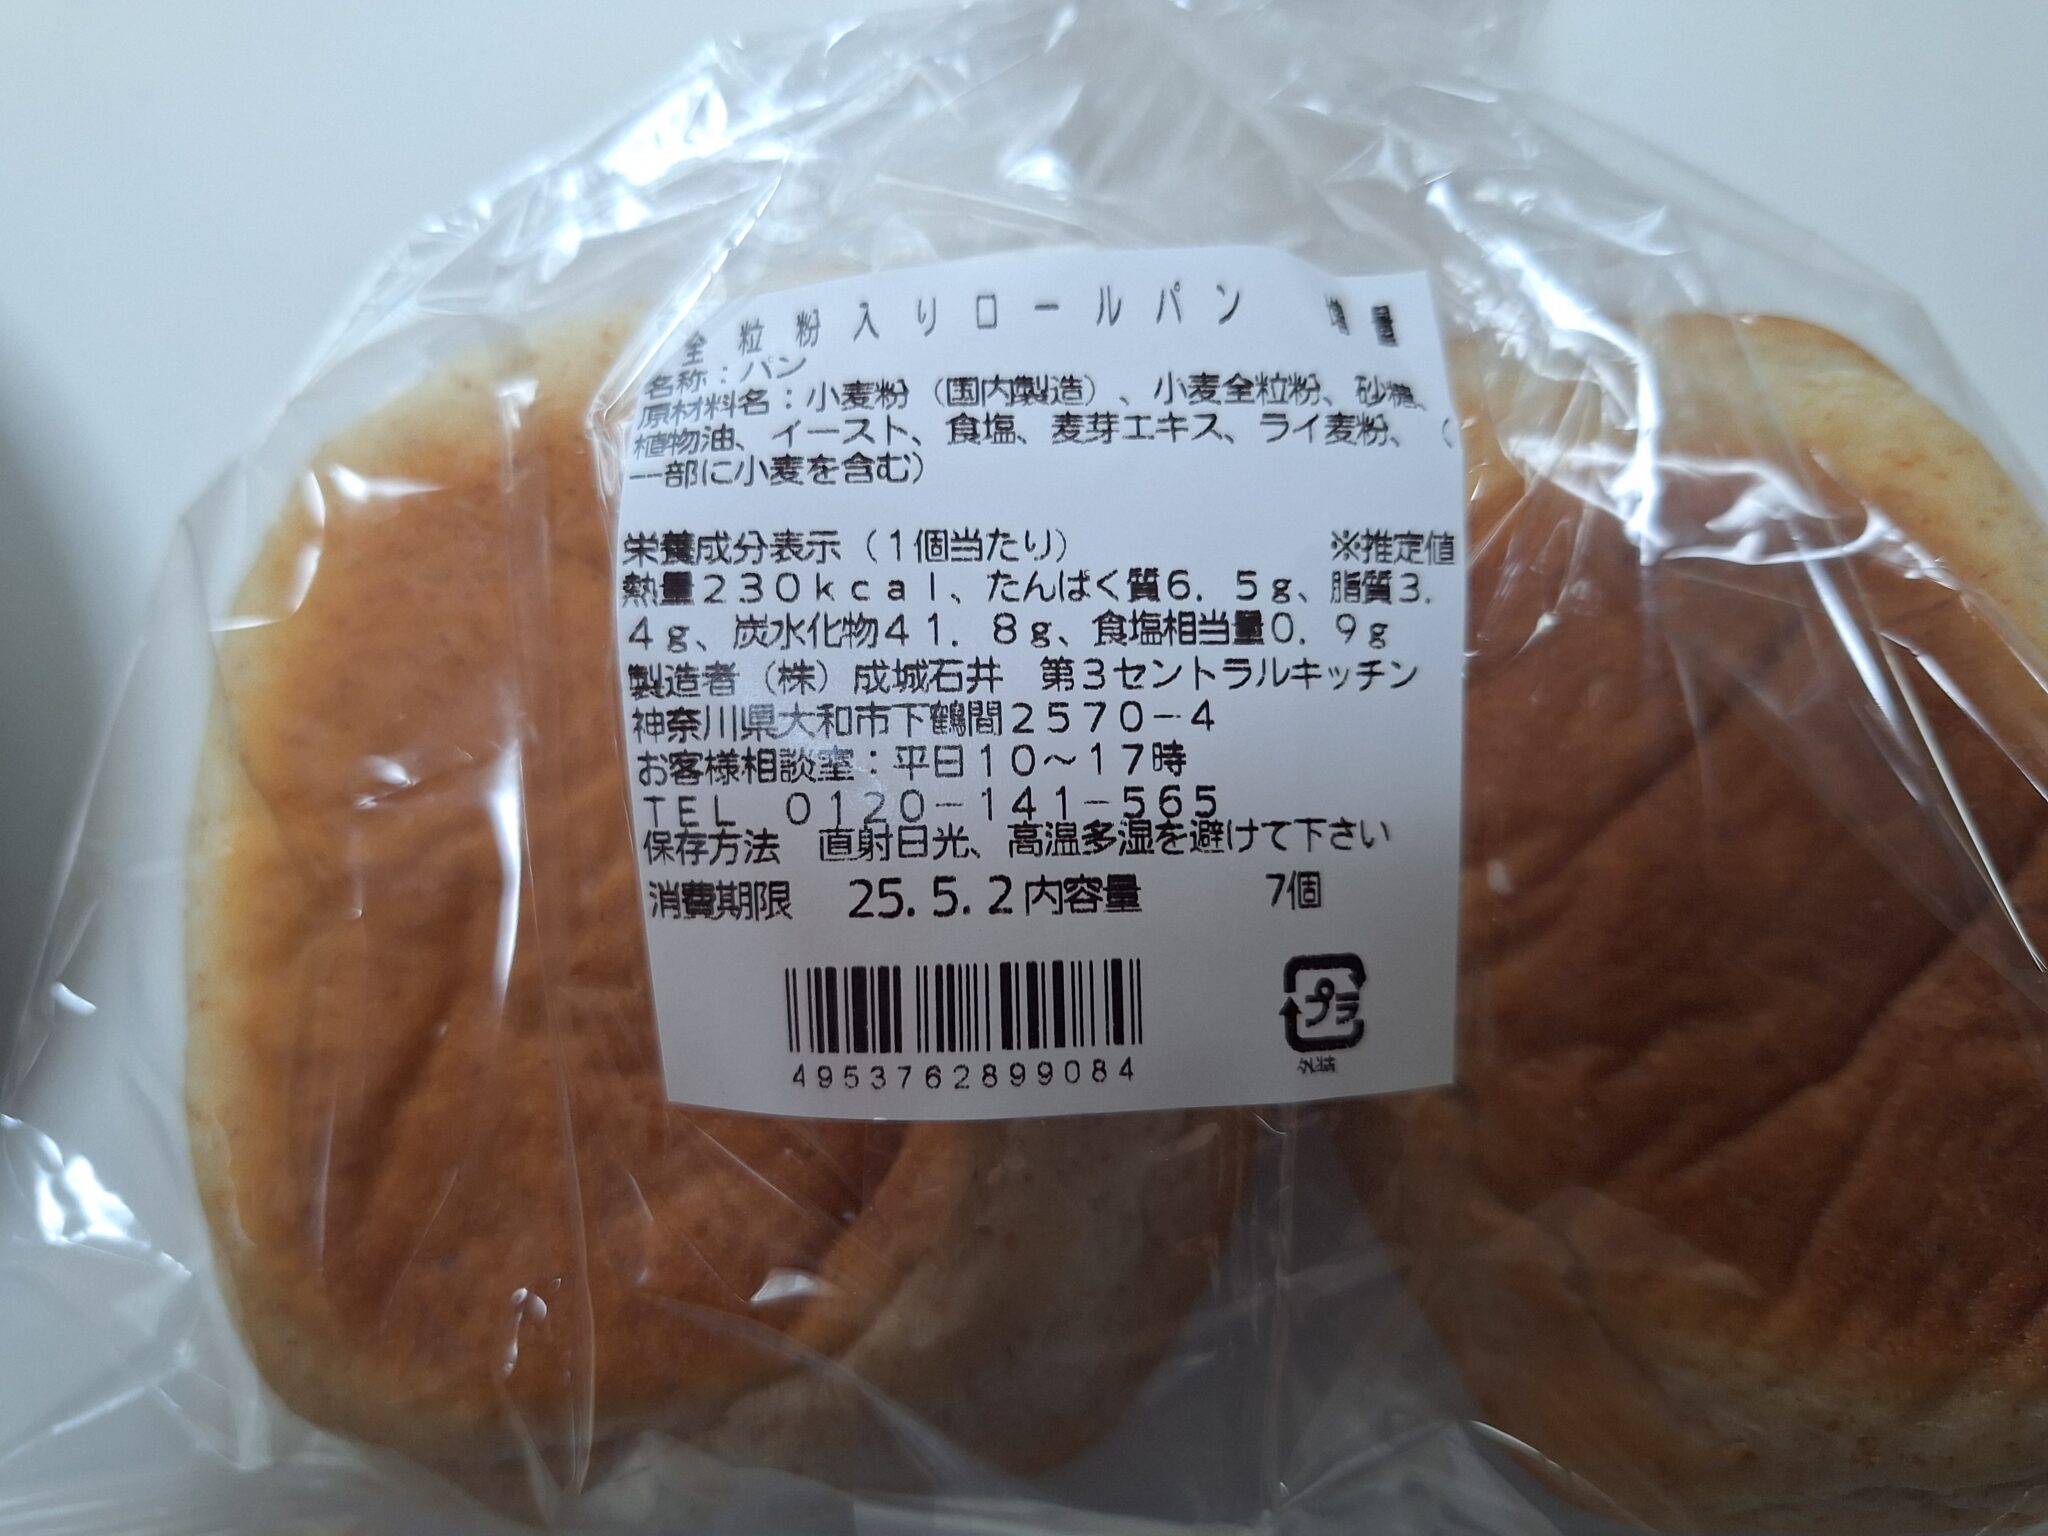 全粒粉入りロールパン 増量
名称：パン
原材料名：小麦粉（国内製造）、小麦全粒粉、砂糖、
植物油、イースト、食塩、麦芽エキス、ライ麦粉、（
一部に小麦を含む）
栄養成分表示（1個当たり） ※推定値
熱量230kcal、たんぱく質6.5g、脂質3.
4g、炭水化物41.8g、食塩相当量0.9g
製造者（株）成城石井 第3セントラルキッチン
神奈川県大和市下鶴間2570－4
お客様相談室：平日10～17時
TEL 0120－141－565
保存方法 直射日光、高温多湿を避けて下さい
消費期限 25.5.2 内容量 7個
4953762899084
プラ
外装